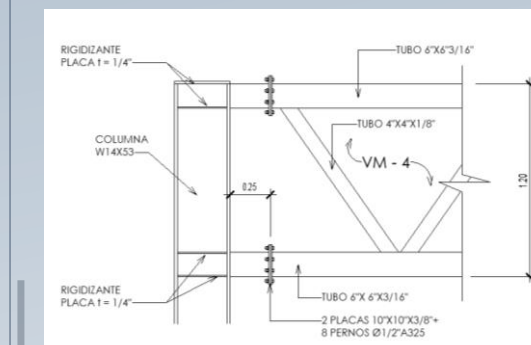 RIGIDIZANTE
PLACA t = 1/4"
TUBO 6"X6"3/16"
TUBO 4"X4"X1/8"
COLUMNA
W14X53
VM - 4
0.25
1.20
RIGIDIZANTE
PLACA t = 1/4"
TUBO 6"X 6"X3/16"
2 PLACAS 10"X10"X3/8"+
8 PERNOS Ø1/2"A325